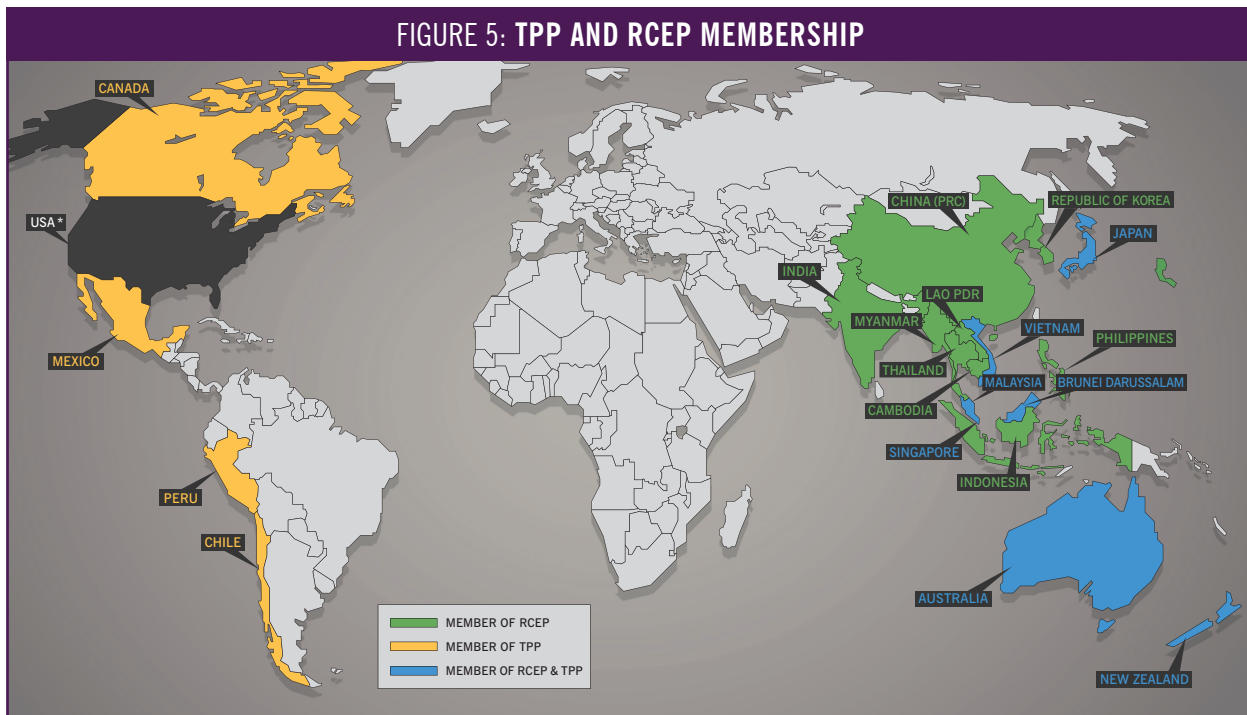 FIGURE 5: TPP AND RCEP MEMBERSHIP
CANADA
USA *
MEXICO
PERU
CHILE
CHINA (PRC)
REPUBLIC OF KOREA
JAPAN
INDIA
LAO PDR
MYANMAR
VIETNAM
PHILIPPINES
THAILAND
MALAYSIA
BRUNEI DARUSSALAM
CAMBODIA
SINGAPORE
INDONESIA
AUSTRALIA
NEW ZEALAND
MEMBER OF RCEP
MEMBER OF TPP
MEMBER OF RCEP & TPP